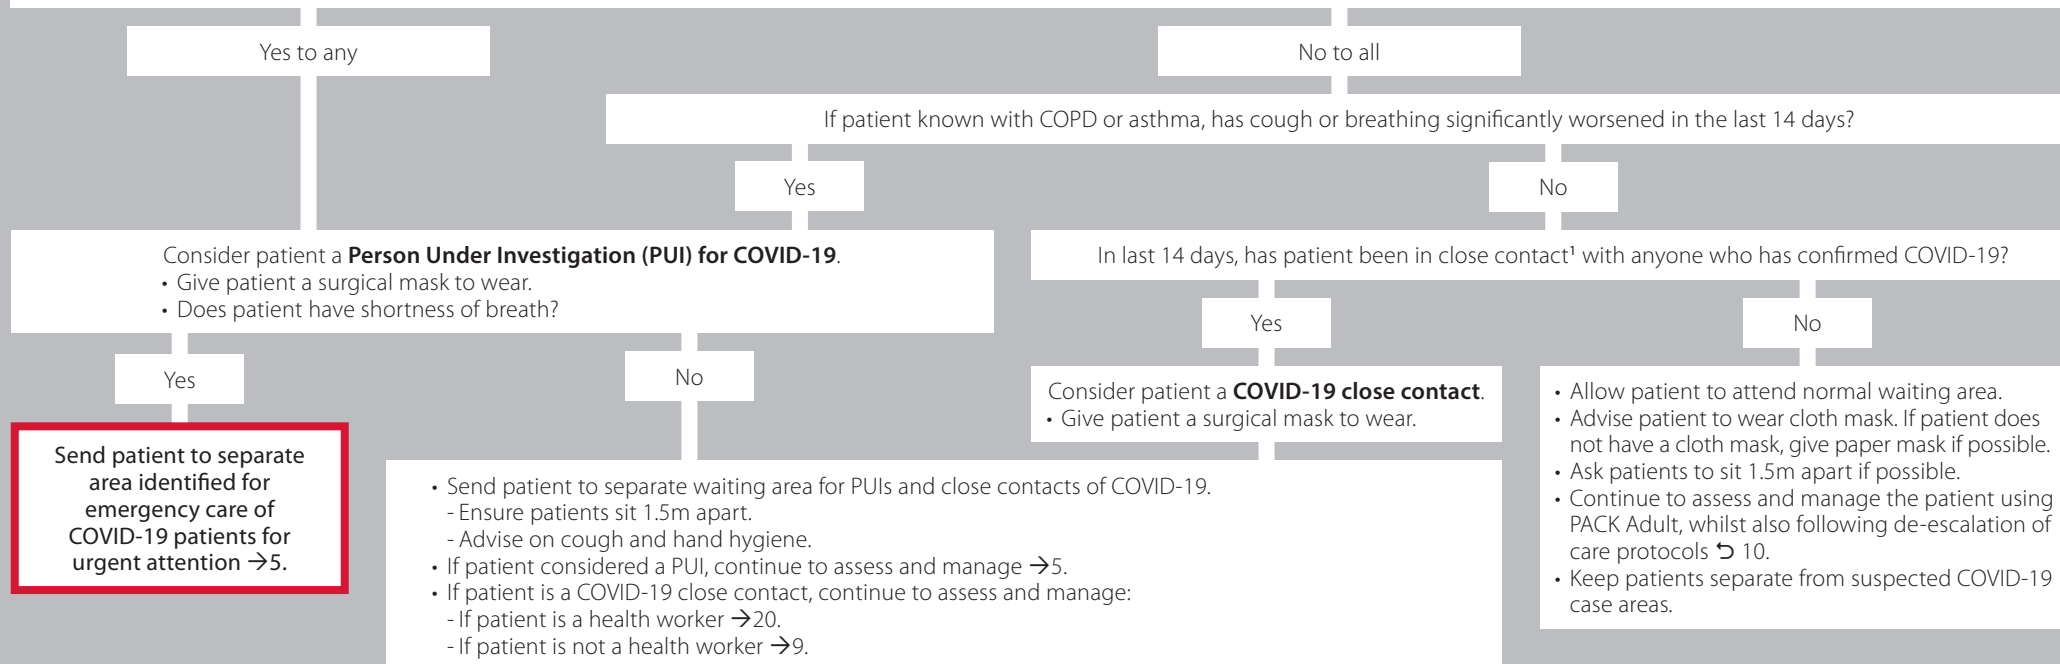 Yes to any
No to all
If patient known with COPD or asthma, has cough or breathing significantly worsened in the last 14 days?
Yes
No
Consider patient a Person Under Investigation (PUI) for COVID-19.
• Give patient a surgical mask to wear.
• Does patient have shortness of breath?
In last 14 days, has patient been in close contact¹ with anyone who has confirmed COVID-19?
Yes
No
Yes
No
Send patient to separate
area identified for
emergency care of
COVID-19 patients for
urgent attention →5.
Consider patient a COVID-19 close contact.
• Give patient a surgical mask to wear.
• Send patient to separate waiting area for PUIs and close contacts of COVID-19.
- Ensure patients sit 1.5m apart.
- Advise on cough and hand hygiene.
• If patient considered a PUI, continue to assess and manage →5.
• If patient is a COVID-19 close contact, continue to assess and manage:
- If patient is a health worker →20.
- If patient is not a health worker →9.
• Allow patient to attend normal waiting area.
• Advise patient to wear cloth mask. If patient does
not have a cloth mask, give paper mask if possible.
• Ask patients to sit 1.5m apart if possible.
• Continue to assess and manage the patient using
PACK Adult, whilst also following de-escalation of
care protocols ⮌ 10.
• Keep patients separate from suspected COVID-19
case areas.